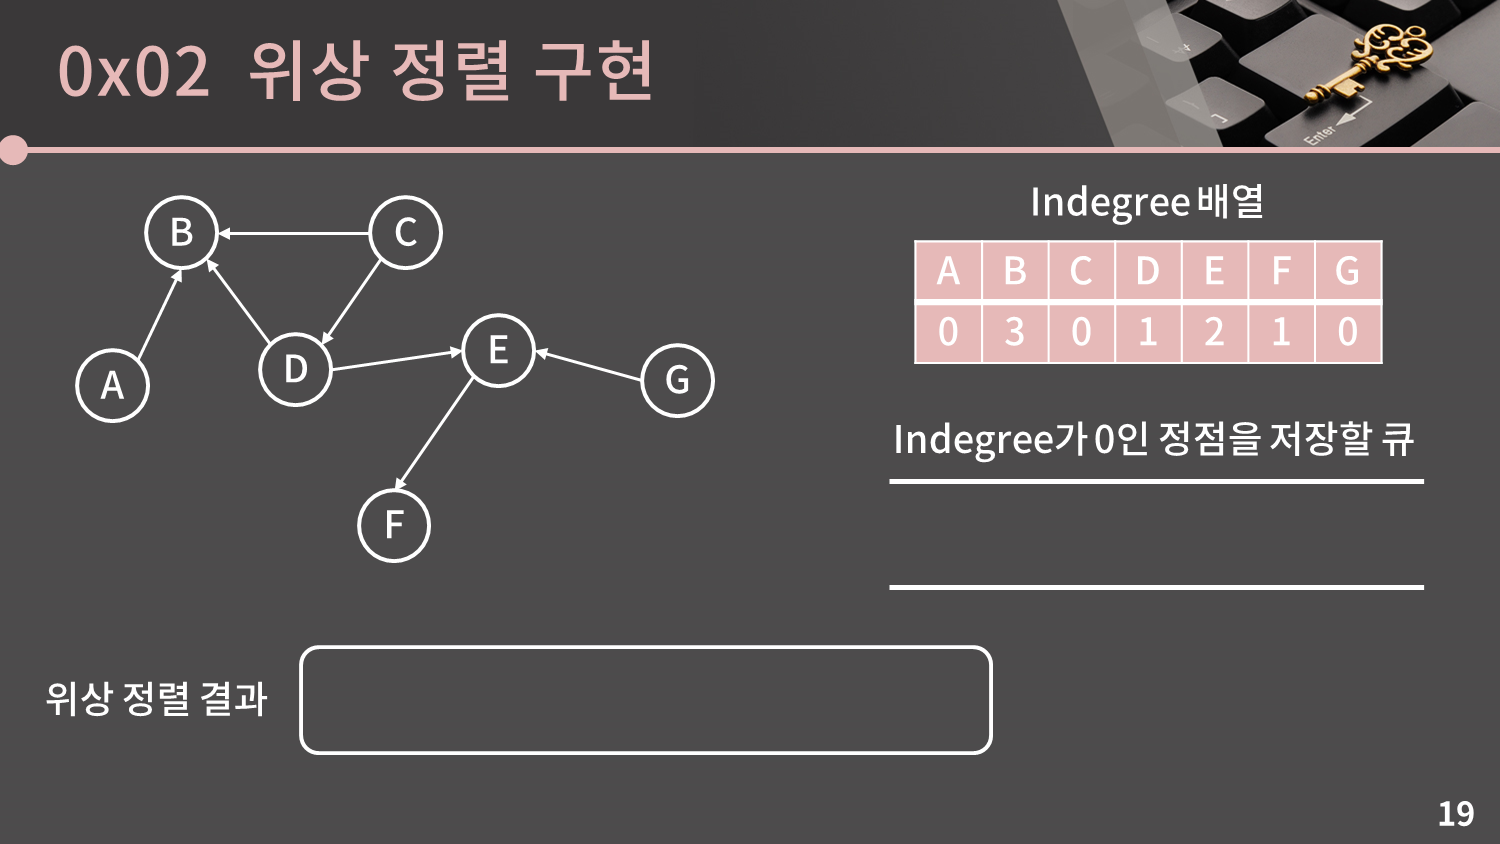 0x02 위상 정렬 구현
Enter
B
C
A
D
E
G
F
Indegree 배열
A B C D E F G
0 3 0 1 2 1 0
Indegree가 0인 정점을 저장할 큐
위상 정렬 결과
19